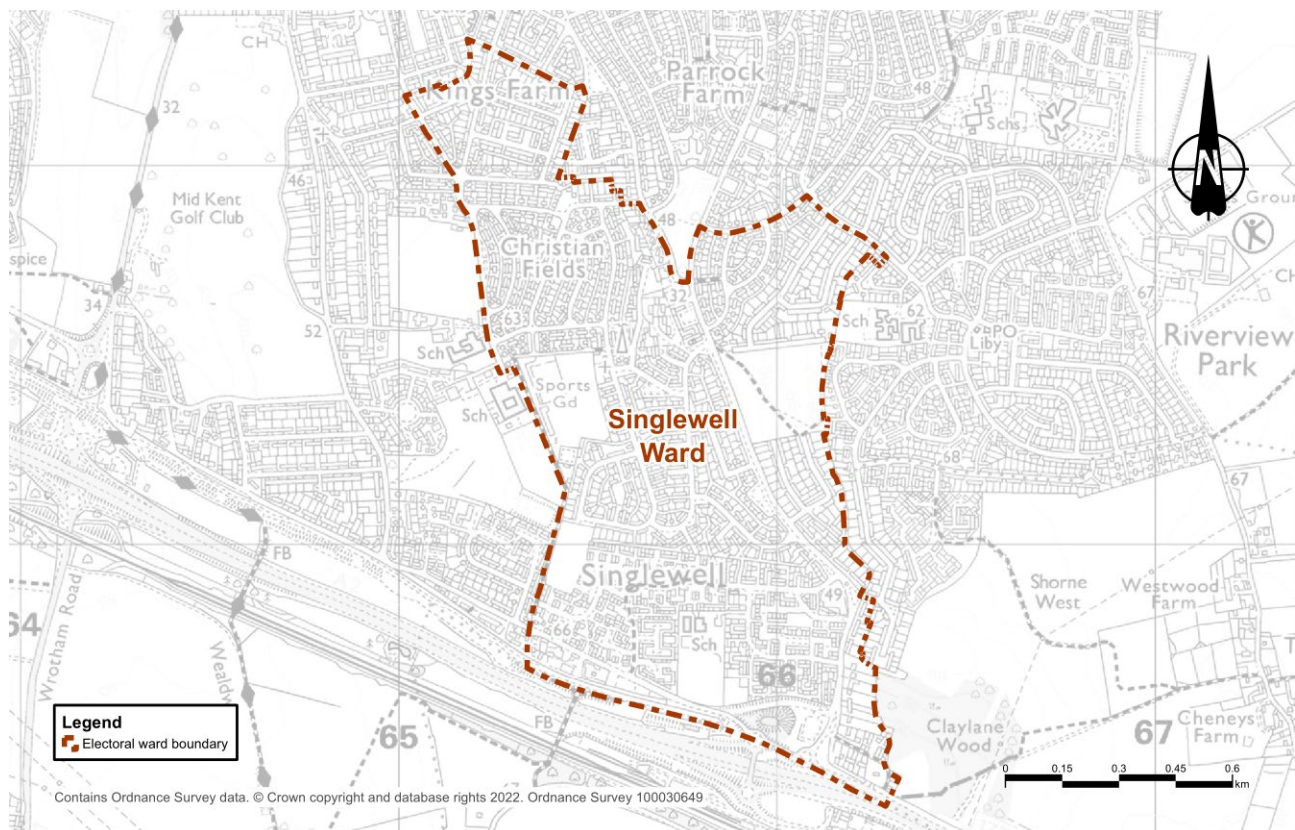 CH
Kings Farm
Parrock
Farm
48
Schs
32
46
Mid Kent
Golf Club
48
N
Christian
Fields
spice
34
32
CH
67
52
63
Sch
Sch
62
PO
Liby
Riverview
Park
Sports
Gd
Sch
Singlewell
Ward
68
67
FB
Singlewell
Shorne
West
Westwood
Farm
49
64
Wrotham Road
66
Sch
66
Legend
Electoral ward boundary
65
FB
Claylane
Wood
67
Cheneys
Farm
0 0.15 0.3 0.45 0.6
km
Contains Ordnance Survey data. © Crown copyright and database rights 2022. Ordnance Survey 100030649